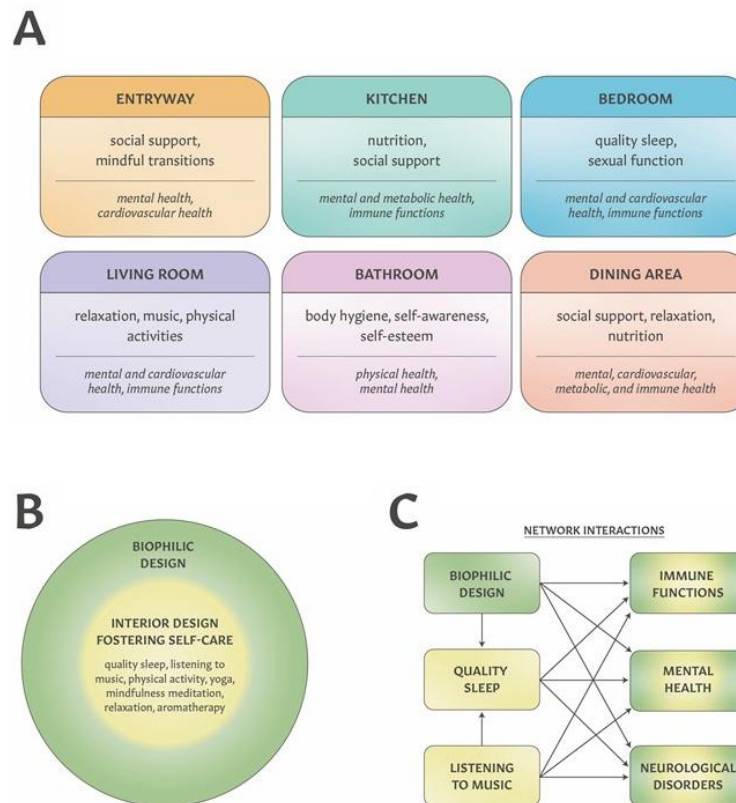 A
ENTRYWAY
social support,
mindful transitions
mental health,
cardiovascular health
KITCHEN
nutrition,
social support
mental and metabolic health,
immune functions
BEDROOM
quality sleep,
sexual function
mental and cardiovascular
health, immune functions
LIVING ROOM
relaxation, music, physical
activities
mental and cardiovascular
health, immune functions
BATHROOM
body hygiene, self-awareness,
self-esteem
physical health,
mental health
DINING AREA
social support, relaxation,
nutrition
mental, cardiovascular,
metabolic, and immune health
B
BIOPHILIC
DESIGN
INTERIOR DESIGN
FOSTERING SELF-CARE
quality sleep, listening to
music, physical activity, yoga,
mindfulness meditation,
relaxation, aromatherapy
C
NETWORK INTERACTIONS
BIOPHILIC
DESIGN
QUALITY
SLEEP
LISTENING
TO MUSIC
IMMUNE
FUNCTIONS
MENTAL
HEALTH
NEUROLOGICAL
DISORDERS